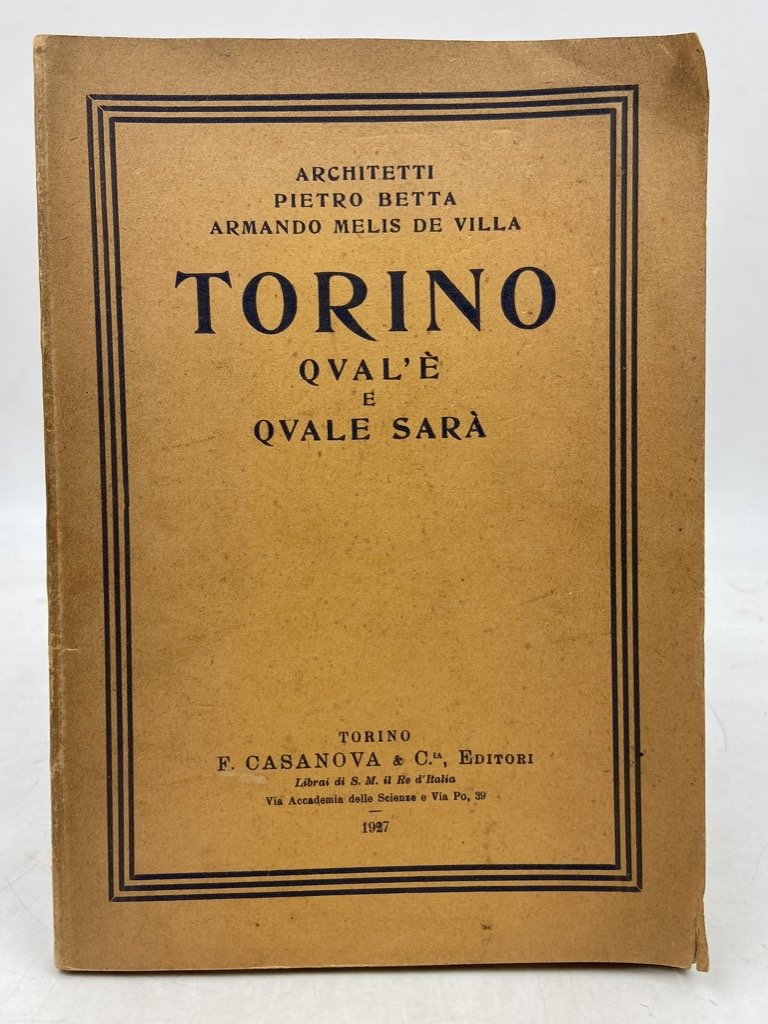 ARCHITETTI
PIETRO BETTA
ARMANDO MELIS DE VILLA
TORINO
QVAL'È
E
QVALE SARÀ
TORINO
F. CASANOVA & C.IA, EDITORI
Librai di S. M. il Re d'Italia
Via Accademia delle Scienze e Via Po, 39
1927